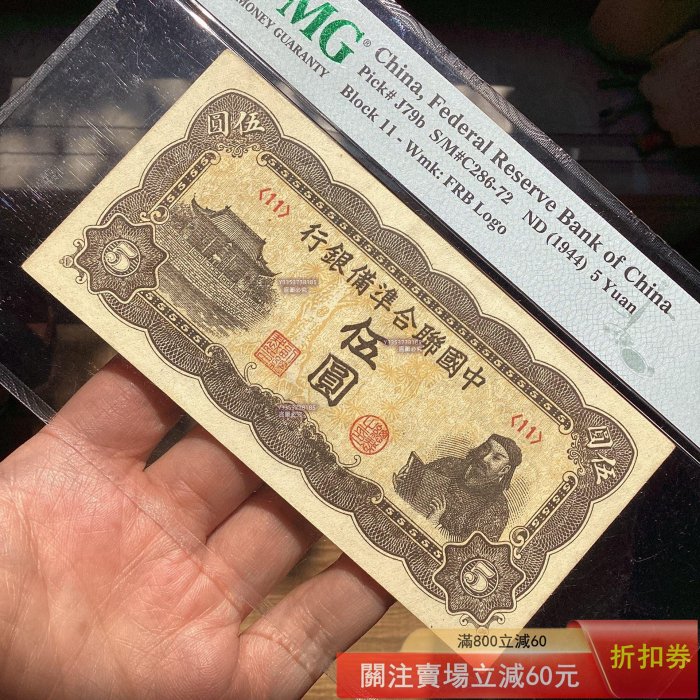 PMG®
MONEY GUARANTY
China, Federal Reserve Bank of China
Pick# J79b S/M#C286-72 ND (1944) 5 Yuan
Block 11 - Wmk: FRB Logo
圓伍
圓伍
〈11〉
行銀備準合聯國中
伍圓
〈11〉
5
5
滿800立減60
關注賣場立減60元
折扣券